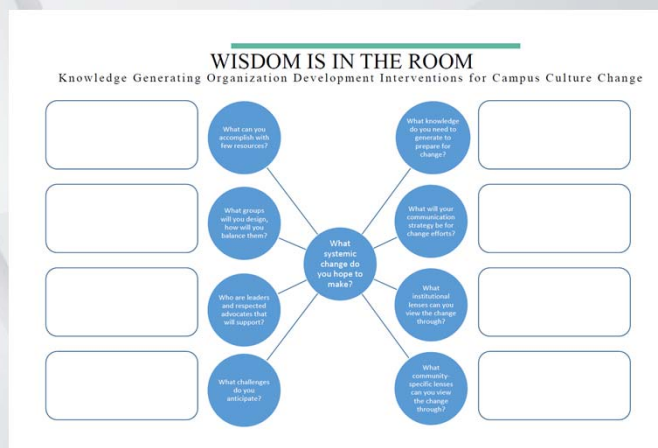 WISDOM IS IN THE ROOM
Knowledge Generating Organization Development Interventions for Campus Culture Change
What can you
accomplish with
few resources?
What groups
will you design,
how will you
balance them?
Who are leaders
and respected
advocates that
will support?
What challenges
do you
anticipate?
What
systemic
change do
you hope to
make?
What knowledge
do you need to
generate to
prepare for
change?
What will your
communication
strategy be for
change efforts?
What
institutional
lenses can you
view the change
through?
What
community-
specific lenses
can you view
the change
through?